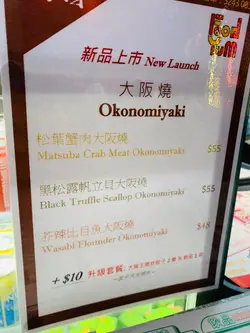 Food
Yum
新品上市 New Launch
大阪燒
Okonomiyaki
松葉蟹肉大阪燒
Matsuba Crab Meat Okonomiyaki $55
黑松露帆立貝大阪燒
Black Truffle Scallop Okonomiyaki $55
芥辣比目魚大阪燒
Wasabi Flounder Okonomiyaki $48
+ $10 升級套餐